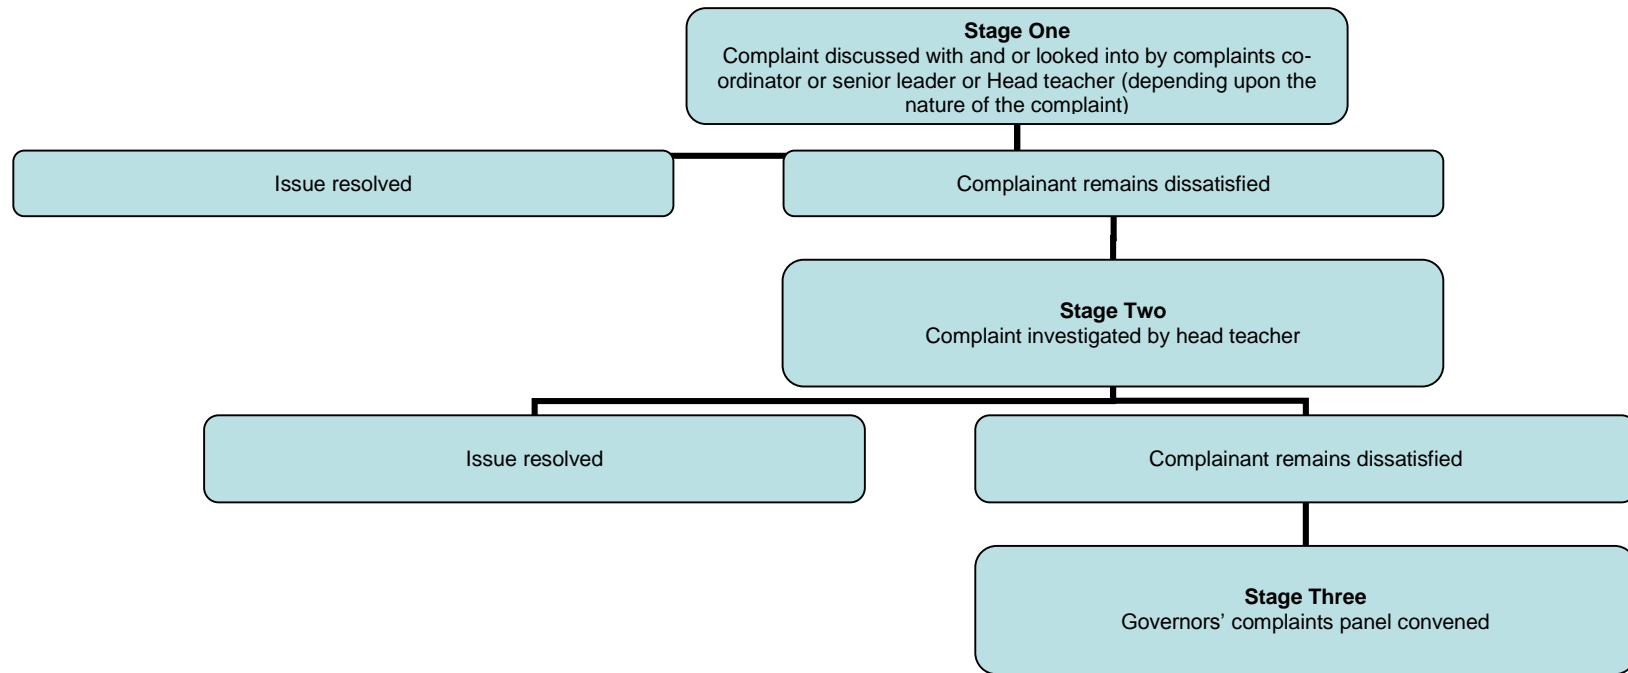 Stage One
Complaint discussed with and or looked into by complaints co-
ordinator or senior leader or Head teacher (depending upon the
nature of the complaint)
Issue resolved
Complainant remains dissatisfied
Stage Two
Complaint investigated by head teacher
Issue resolved
Complainant remains dissatisfied
Stage Three
Governors’ complaints panel convened